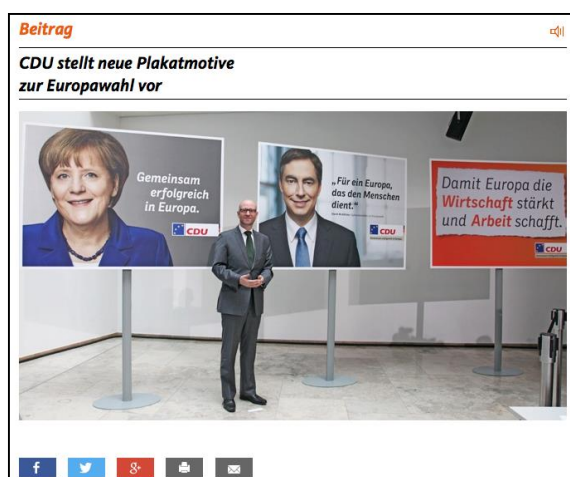 Beitrag
CDU stellt neue Plakatmotive
zur Europawahl vor
Gemeinsam
erfolgreich
in Europa.
CDU
„Für ein Europa,
das den Menschen
dient."
CDU
Damit Europa die
Wirtschaft stärkt
und Arbeit schafft.
CDU
f
8+